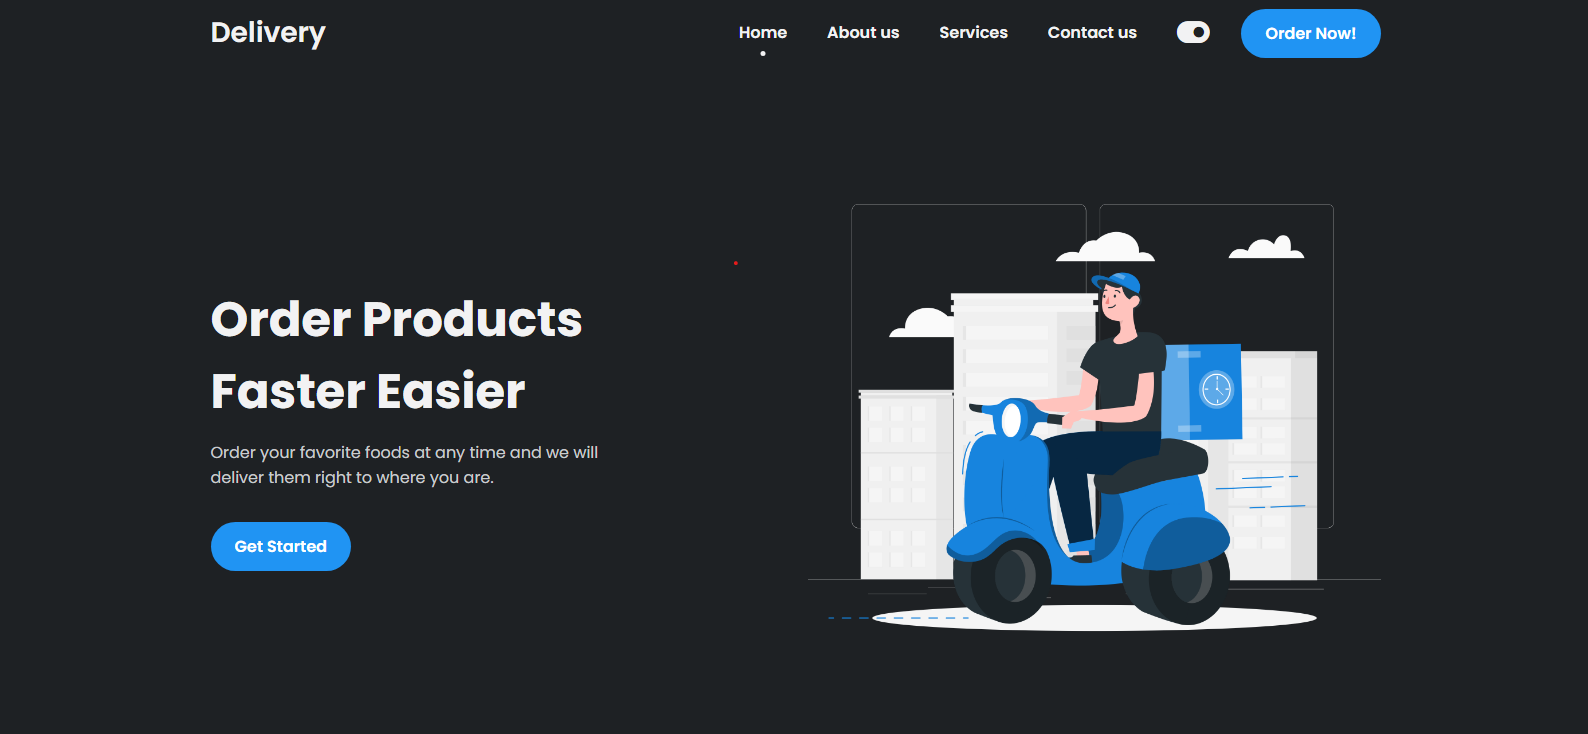 Delivery
Home About us Services Contact us Order Now!
Order Products
Faster Easier
Order your favorite foods at any time and we will
deliver them right to where you are.
Get Started